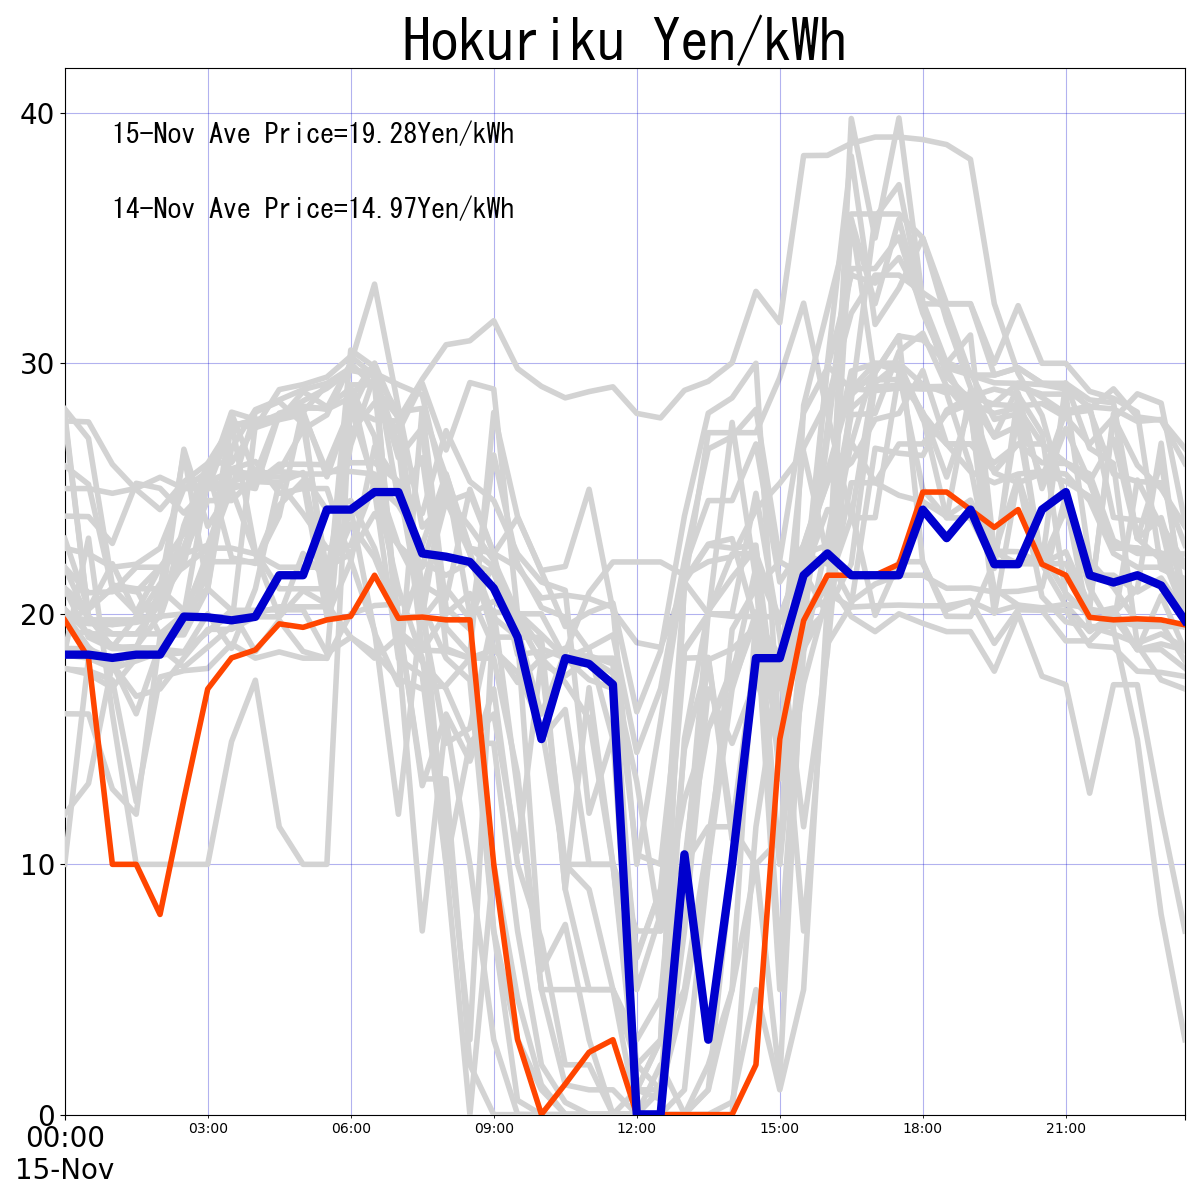 Hokuriku Yen/kWh
40
15-Nov Ave Price=19.28Yen/kWh
14-Nov Ave Price=14.97Yen/kWh
30
20
10
0
00:00 03:00 06:00 09:00 12:00 15:00 18:00 21:00
15-Nov